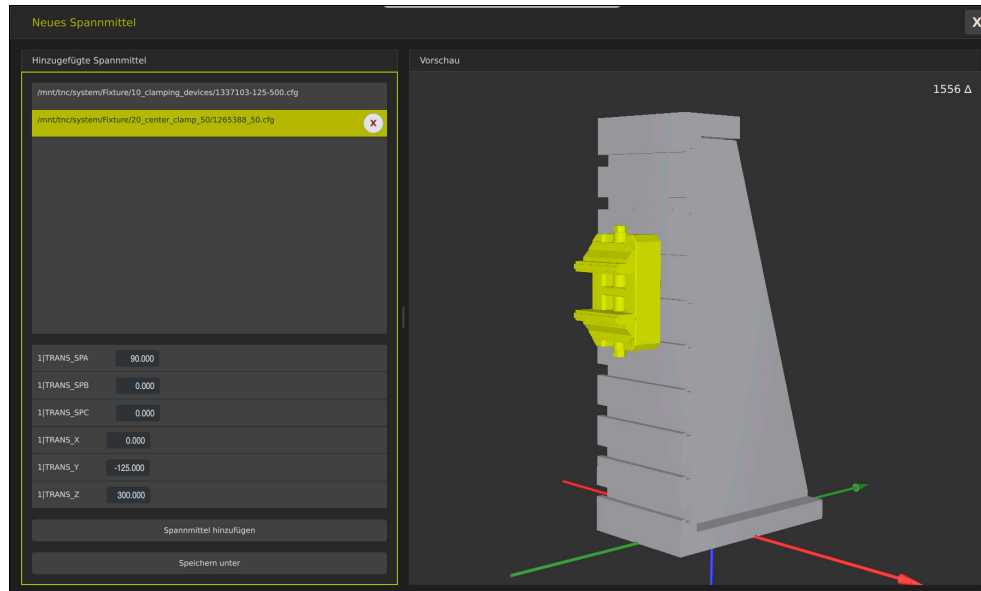 Neues Spannmittel
X
Hinzugefügte Spannmittel
/mnt/tnc/system/Fixture/10_clamping_devices/1337103-125-500.cfg
/mnt/tnc/system/Fixture/20_center_clamp_50/1265388_50.cfg
X
1|TRANS_SPA 90.000
1|TRANS_SPB 0.000
1|TRANS_SPC 0.000
1|TRANS_X 0.000
1|TRANS_Y -125.000
1|TRANS_Z 300.000
Spannmittel hinzufügen
Speichern unter
Vorschau
1556 Δ